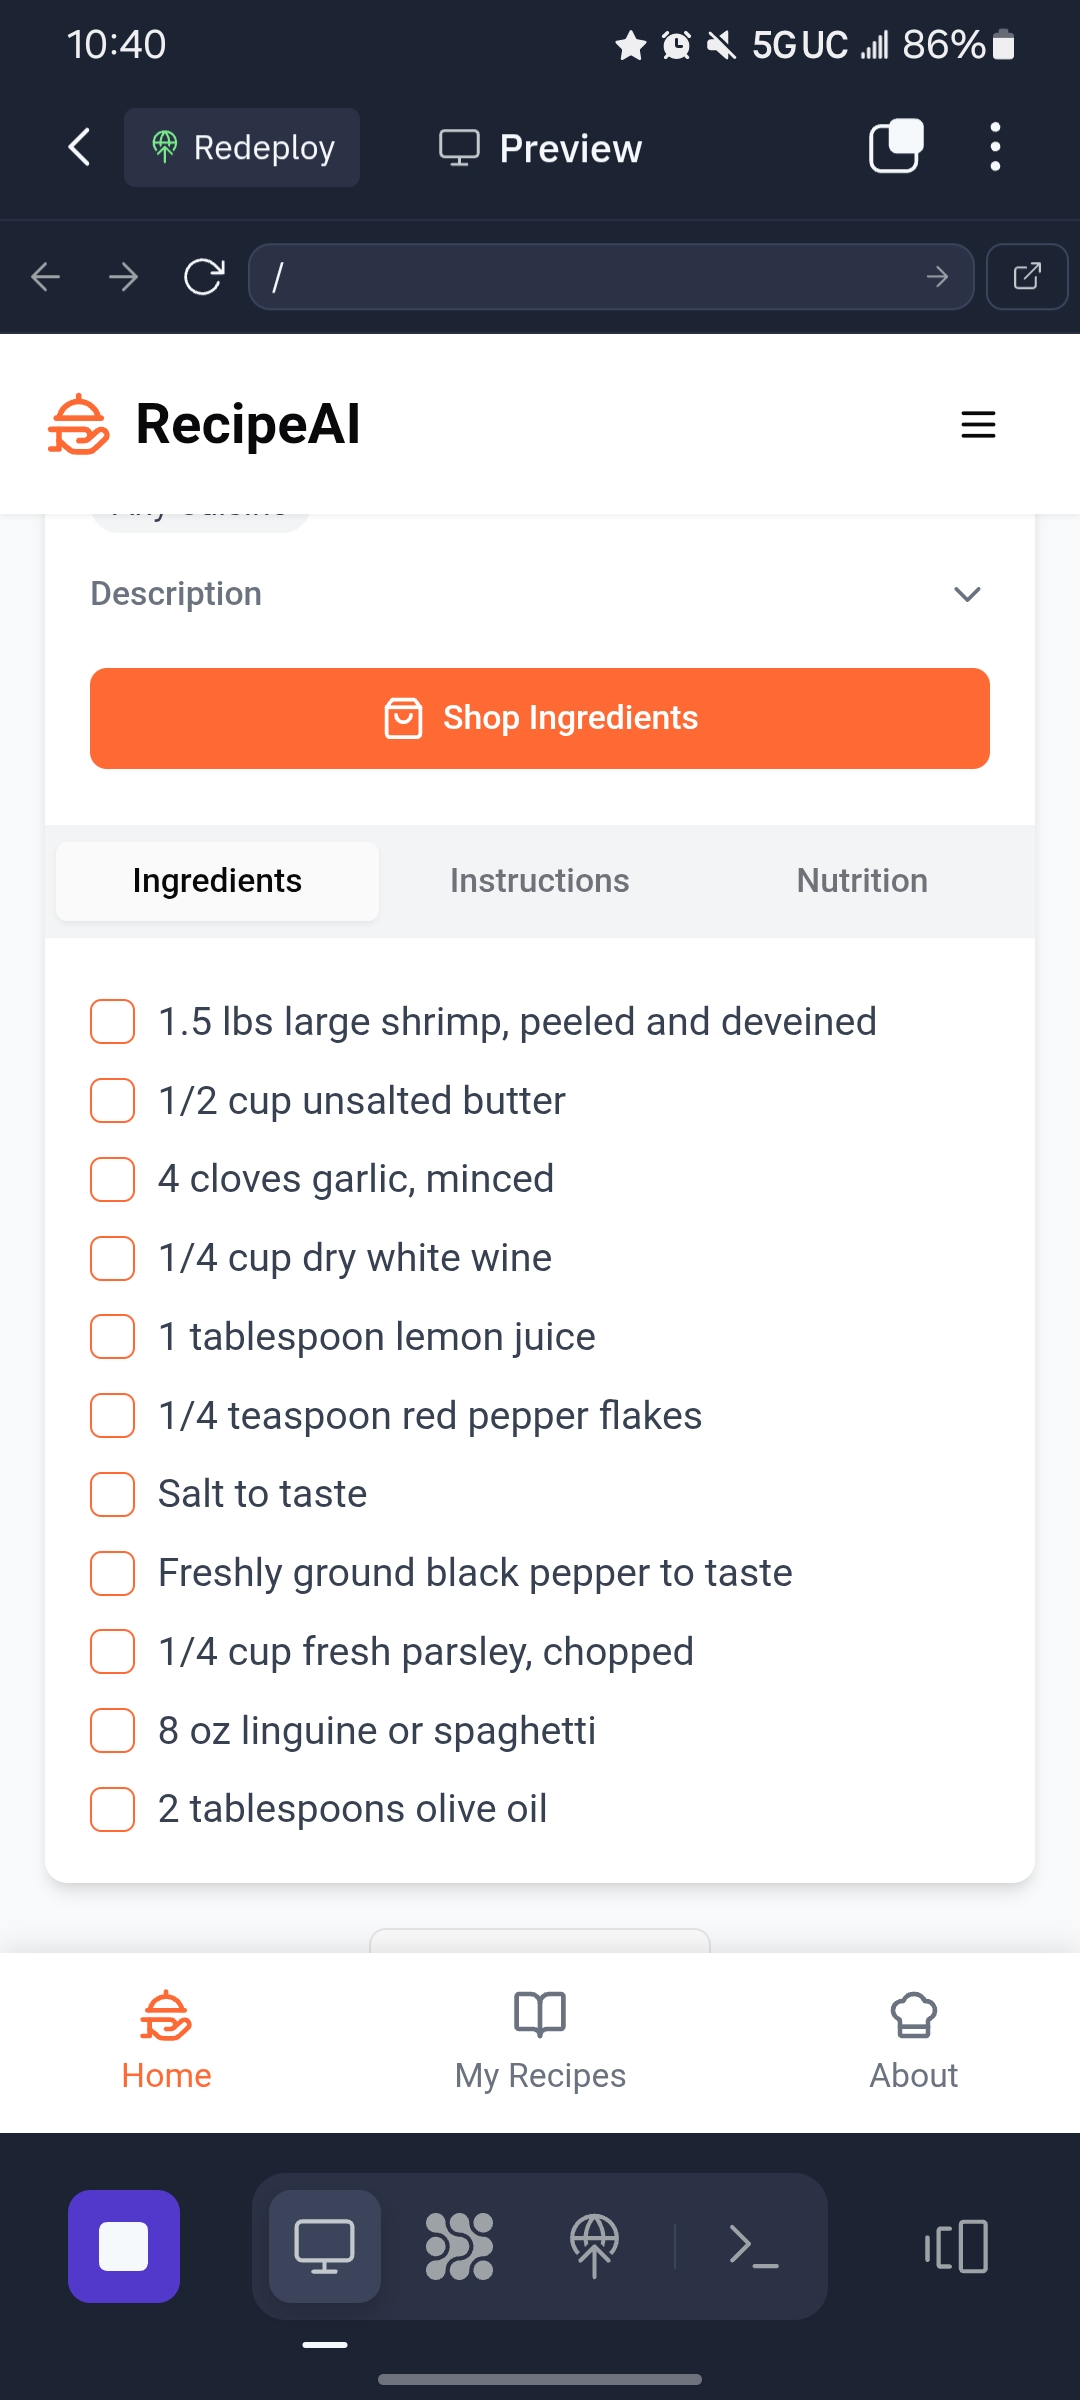 10:40
5G UC 86%
Redeploy
Preview
/
RecipeAI
Description
Shop Ingredients
Ingredients Instructions Nutrition
1.5 lbs large shrimp, peeled and deveined
1/2 cup unsalted butter
4 cloves garlic, minced
1/4 cup dry white wine
1 tablespoon lemon juice
1/4 teaspoon red pepper flakes
Salt to taste
Freshly ground black pepper to taste
1/4 cup fresh parsley, chopped
8 oz linguine or spaghetti
2 tablespoons olive oil
Home My Recipes About